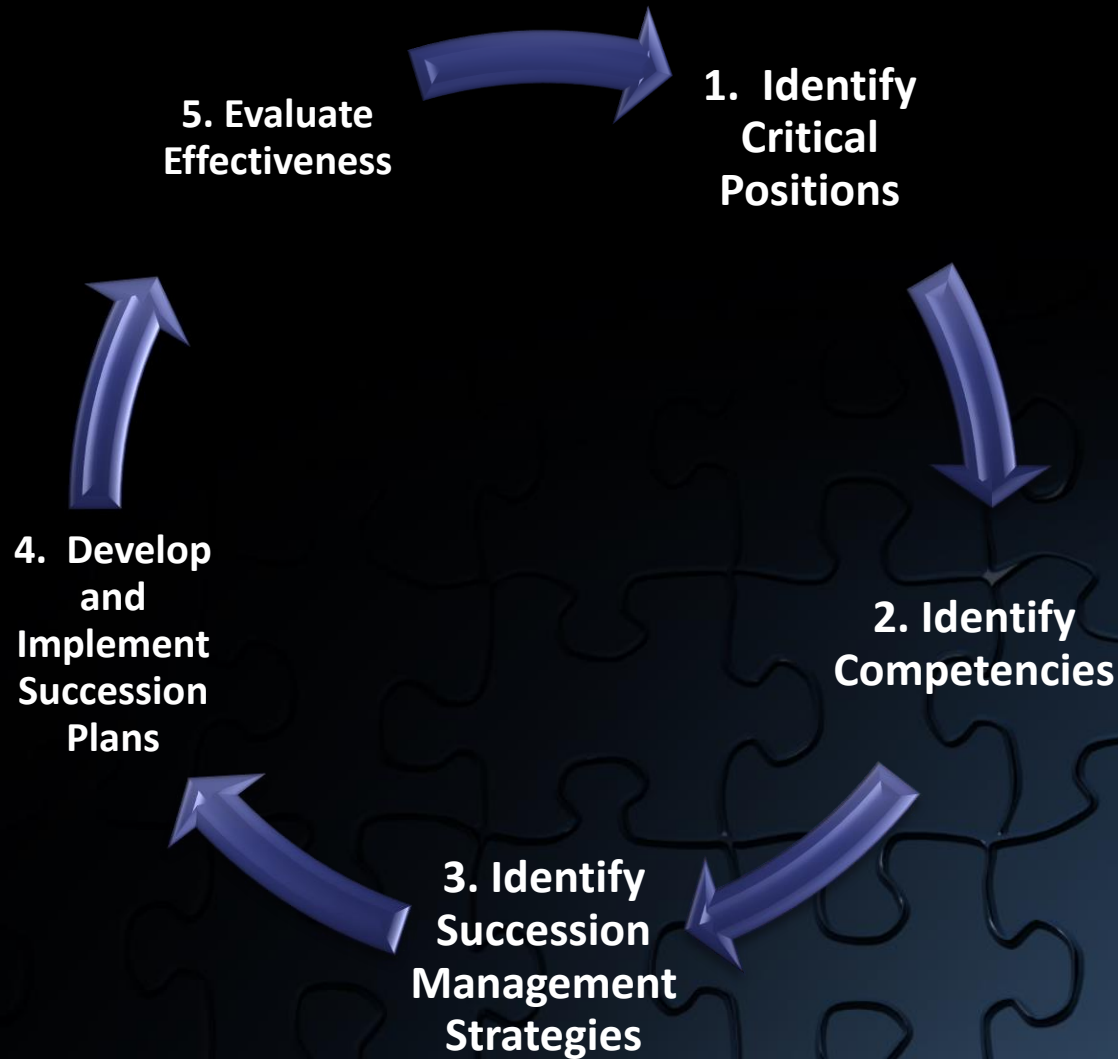 1. Identify
Critical
Positions
2. Identify
Competencies
3. Identify
Succession
Management
Strategies
4. Develop
and
Implement
Succession
Plans
5. Evaluate
Effectiveness